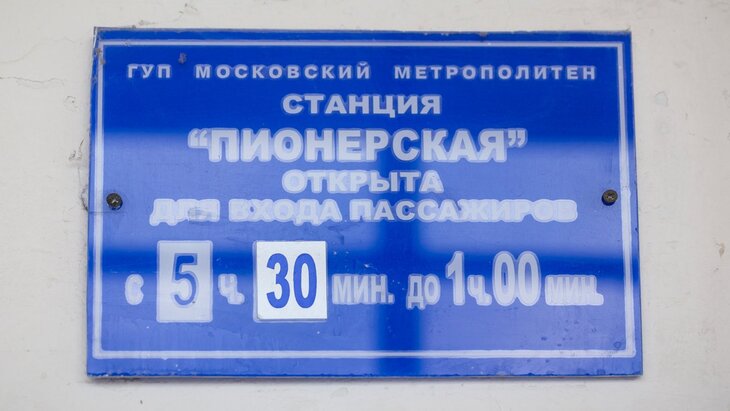 ГУП МОСКОВСКИЙ МЕТРОПОЛИТЕН
СТАНЦИЯ
"ПИОНЕРСКАЯ"
ОТКРЫТА
ДЛЯ ВХОДА ПАССАЖИРОВ
с 5 ч. 30 мин. до 1 ч. 00 мин.